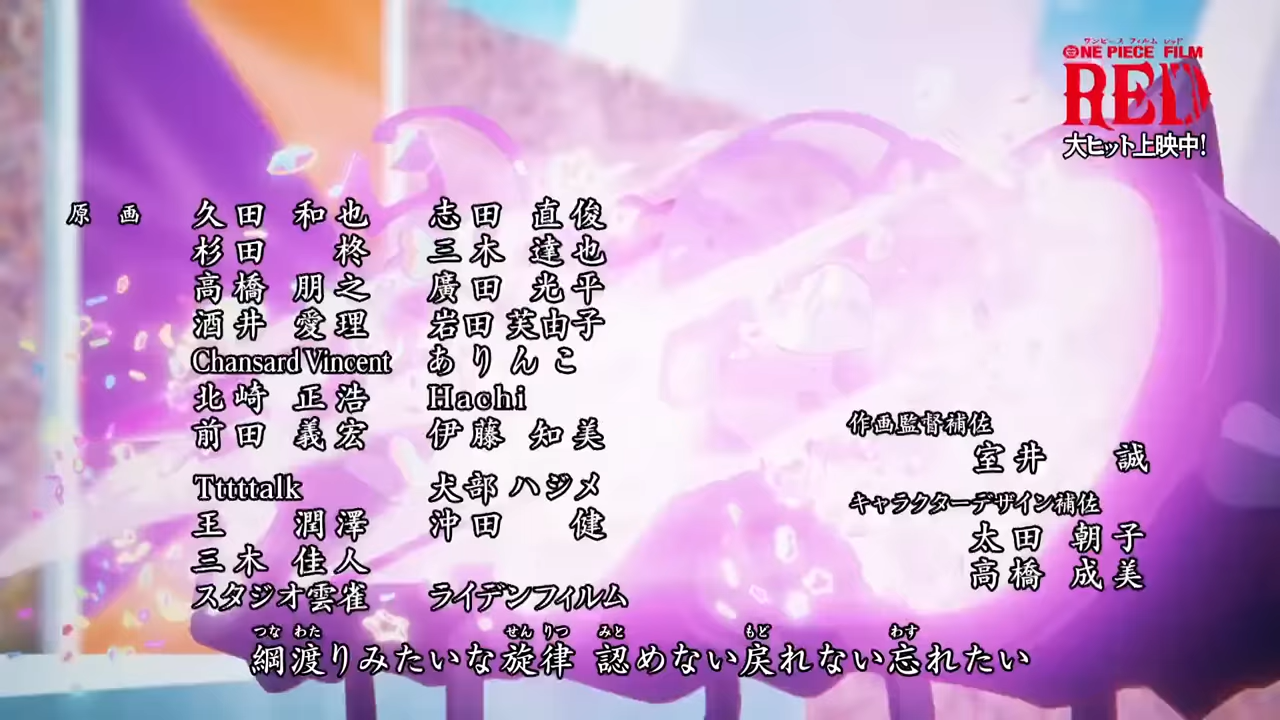 ワンピース フィルム レッド
ONE PIECE FILM
RED
大ヒット上映中!
原 画
久田 和也 志田 直俊
杉田 柊 三木 達也
高橋 朋之 廣田 光平
酒井 愛理 岩田 芙由子
Chansard Vincent ありんこ
北崎 正浩 Hachi
前田 義宏 伊藤 知美
Tttttalk 犬部 ハジメ
王 潤澤 沖田 健
三木 佳人
スタジオ雲雀 ライデンフィルム
作画監督補佐
室井 誠
キャラクターデザイン補佐
太田 朝子
高橋 成美
つな わた せん りつ みと もど わす
綱渡りみたいな旋律 認めない戻れない忘れたい